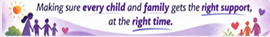 Making sure every child and family gets the right support,
at the right time.